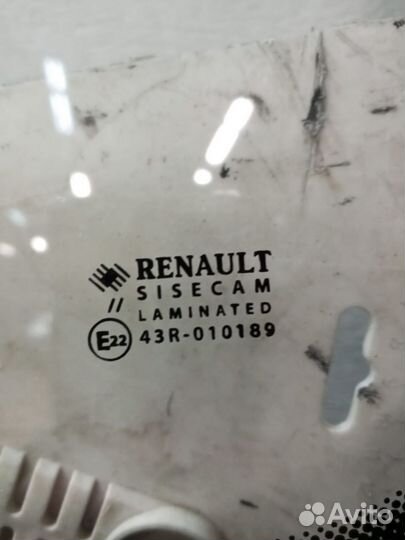 RENAULT
SISECAM
// LAMINATED
E22 43R-010189
Avito